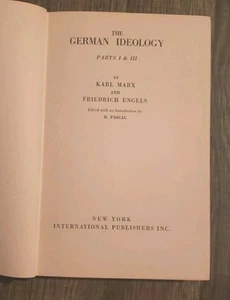 THE
GERMAN IDEOLOGY
PARTS I & III
BY
KARL MARX
AND
FRIEDRICH ENGELS
Edited with an Introduction by
R. PASCAL
NEW YORK
INTERNATIONAL PUBLISHERS INC.